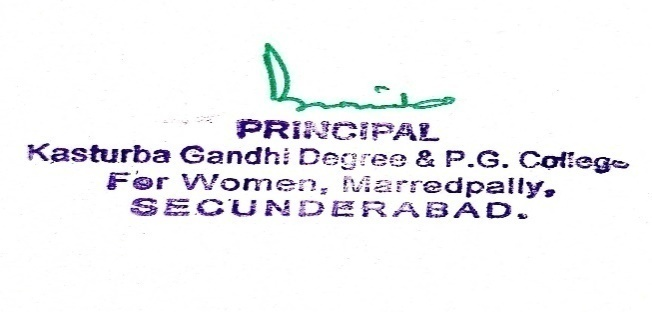 PRINCIPAL
Kasturba Gandhi Degree & P.G. College
For Women, Marredpally,
SECUNDERABAD.